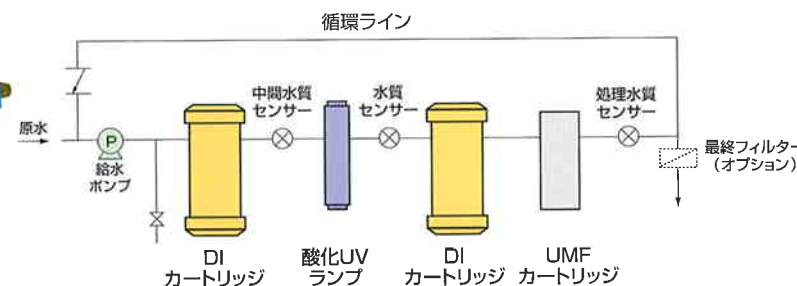 循環ライン
中間水質
センサー
水質
センサー
処理水質
センサー
原水
P
給水
ポンプ
最終フィルター
（オプション）
DI
カートリッジ
酸化UV
ランプ
DI
カートリッジ
UMF
カートリッジ